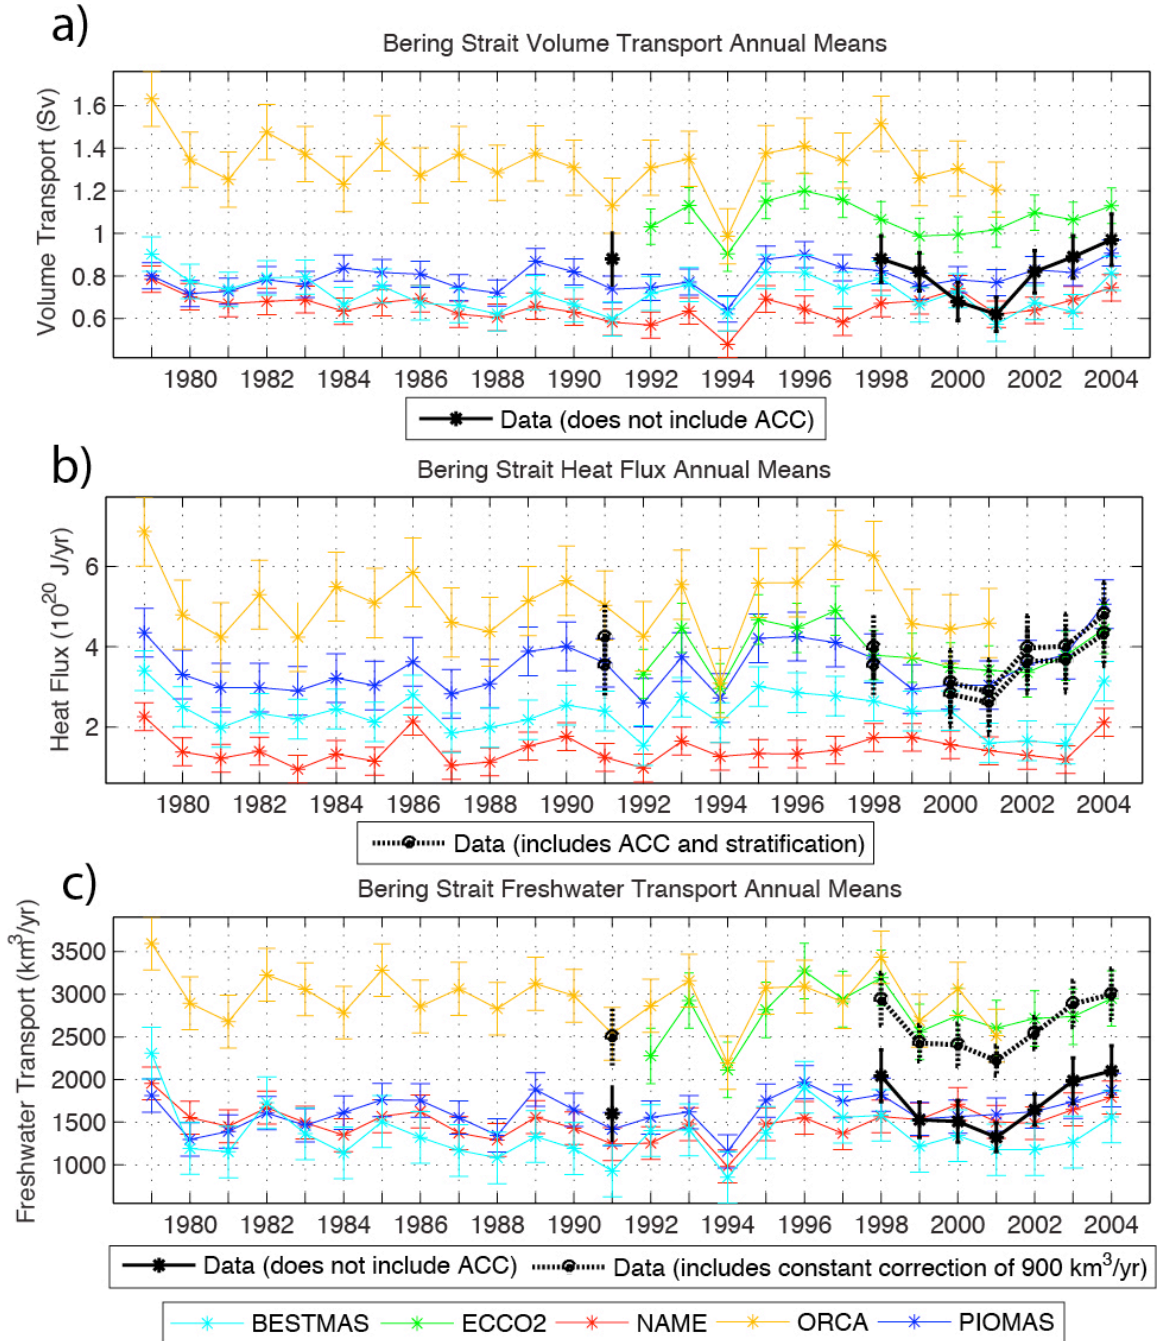 a)
Bering Strait Volume Transport Annual Means
Volume Transport (Sv)
1.6
1.4
1.2
1
0.8
0.6
1980 1982 1984 1986 1988 1990 1992 1994 1996 1998 2000 2002 2004
Data (does not include ACC)
b)
Bering Strait Heat Flux Annual Means
Heat Flux (10^20 J/yr)
6
4
2
1980 1982 1984 1986 1988 1990 1992 1994 1996 1998 2000 2002 2004
Data (includes ACC and stratification)
c)
Bering Strait Freshwater Transport Annual Means
Freshwater Transport (km³/yr)
3500
3000
2500
2000
1500
1000
1980 1982 1984 1986 1988 1990 1992 1994 1996 1998 2000 2002 2004
Data (does not include ACC) Data (includes constant correction of 900 km³/yr)
BESTMAS ECCO2 NAME ORCA PIOMAS